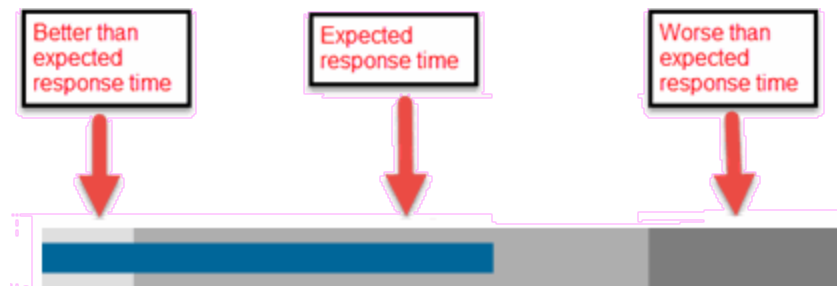 Better than
expected
response time
Expected
response time
Worse than
expected
response time